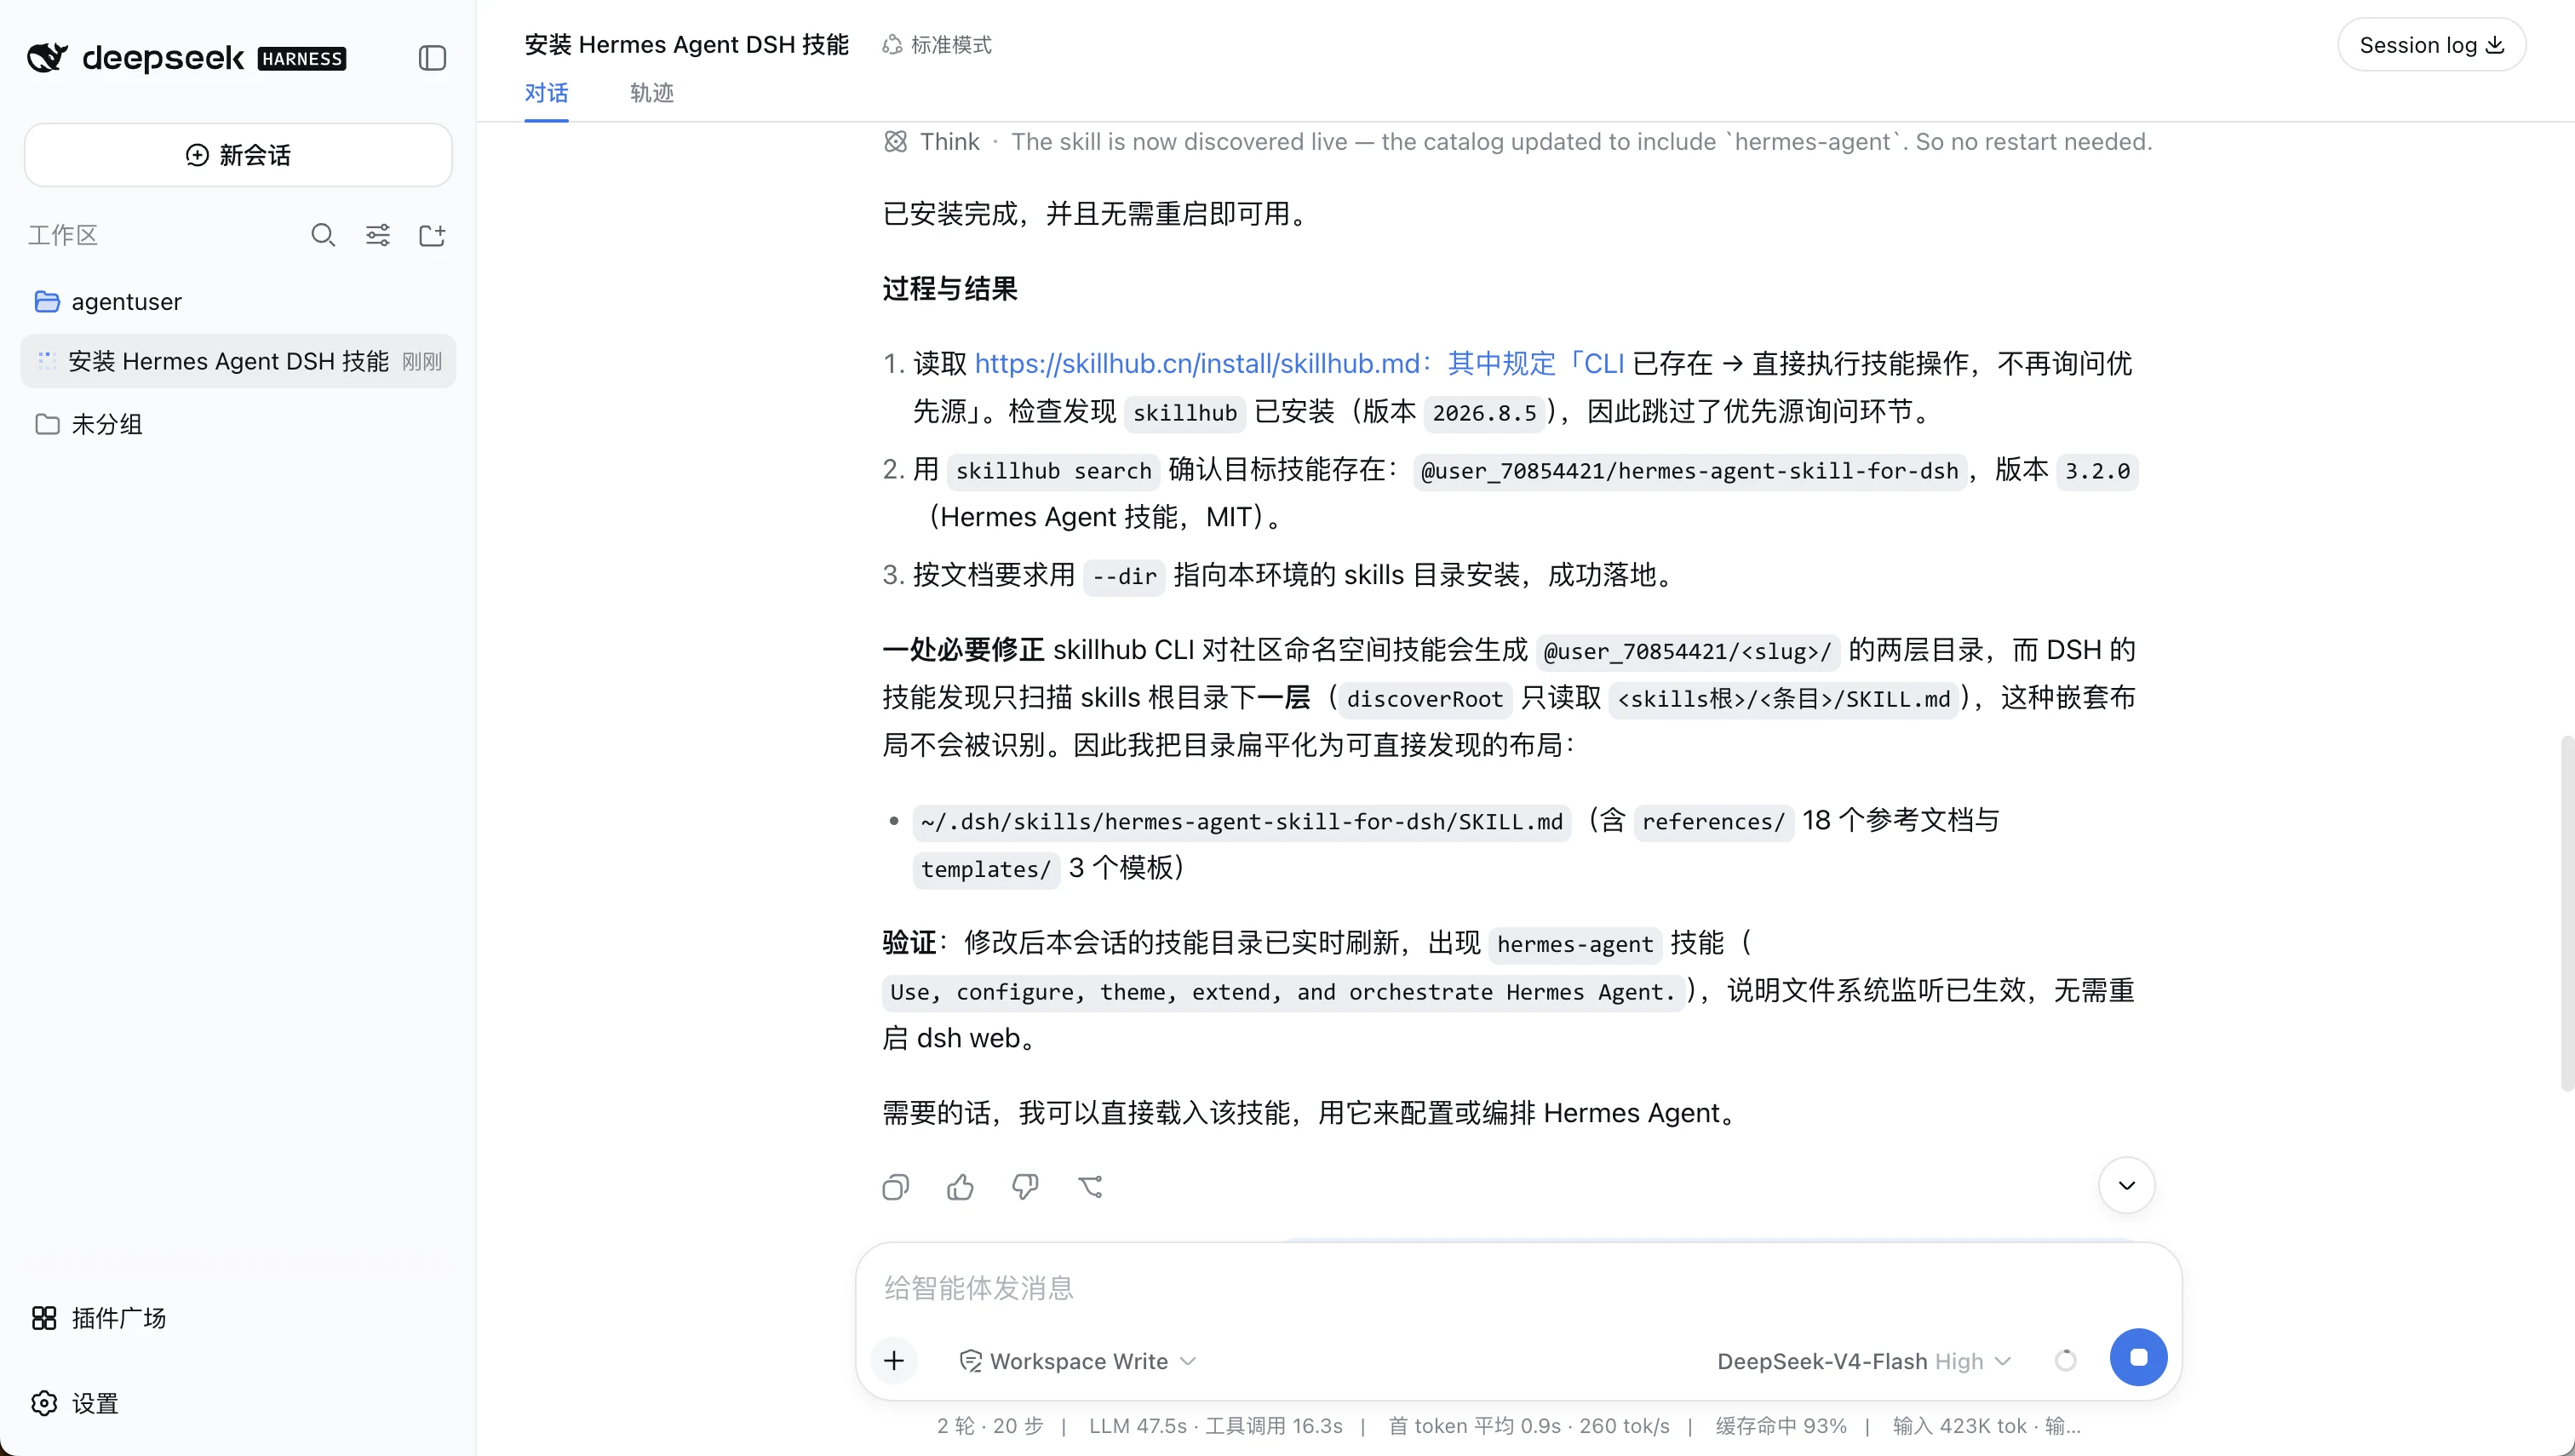 deepseek HARNESS
新会话
工作区
agentuser
安装 Hermes Agent DSH 技能 刚刚
未分组
插件广场
设置
安装 Hermes Agent DSH 技能 标准模式
Session log
对话 轨迹
Think · The skill is now discovered live — the catalog updated to include `hermes-agent`. So no restart needed.
已安装完成，并且无需重启即可用。
过程与结果
1. 读取 https://skillhub.cn/install/skillhub.md：其中规定「CLI 已存在 → 直接执行技能操作，不再询问优
先源」。检查发现 skillhub 已安装（版本 2026.8.5），因此跳过了优先源询问环节。
2. 用 skillhub search 确认目标技能存在： @user_70854421/hermes-agent-skill-for-dsh，版本 3.2.0
（Hermes Agent 技能，MIT）。
3. 按文档要求用 --dir 指向本环境的 skills 目录安装，成功落地。
一处必要修正 skillhub CLI 对社区命名空间技能会生成 @user_70854421/<slug>/ 的两层目录，而 DSH 的
技能发现只扫描 skills 根目录下一层（ discoverRoot 只读取 <skills根>/<条目>/SKILL.md），这种嵌套布
局不会被识别。因此我把目录扁平化为可直接发现的布局：
• ~/.dsh/skills/hermes-agent-skill-for-dsh/SKILL.md （含 references/ 18 个参考文档与
templates/ 3 个模板）
验证：修改后本会话的技能目录已实时刷新，出现 hermes-agent 技能（
Use, configure, theme, extend, and orchestrate Hermes Agent.），说明文件系统监听已生效，无需重
启 dsh web。
需要的话，我可以直接载入该技能，用它来配置或编排 Hermes Agent。
给智能体发消息
Workspace Write DeepSeek-V4-Flash High
2 轮 · 20 步 | LLM 47.5s · 工具调用 16.3s | 首 token 平均 0.9s · 260 tok/s | 缓存命中 93% | 输入 423K tok · 输...